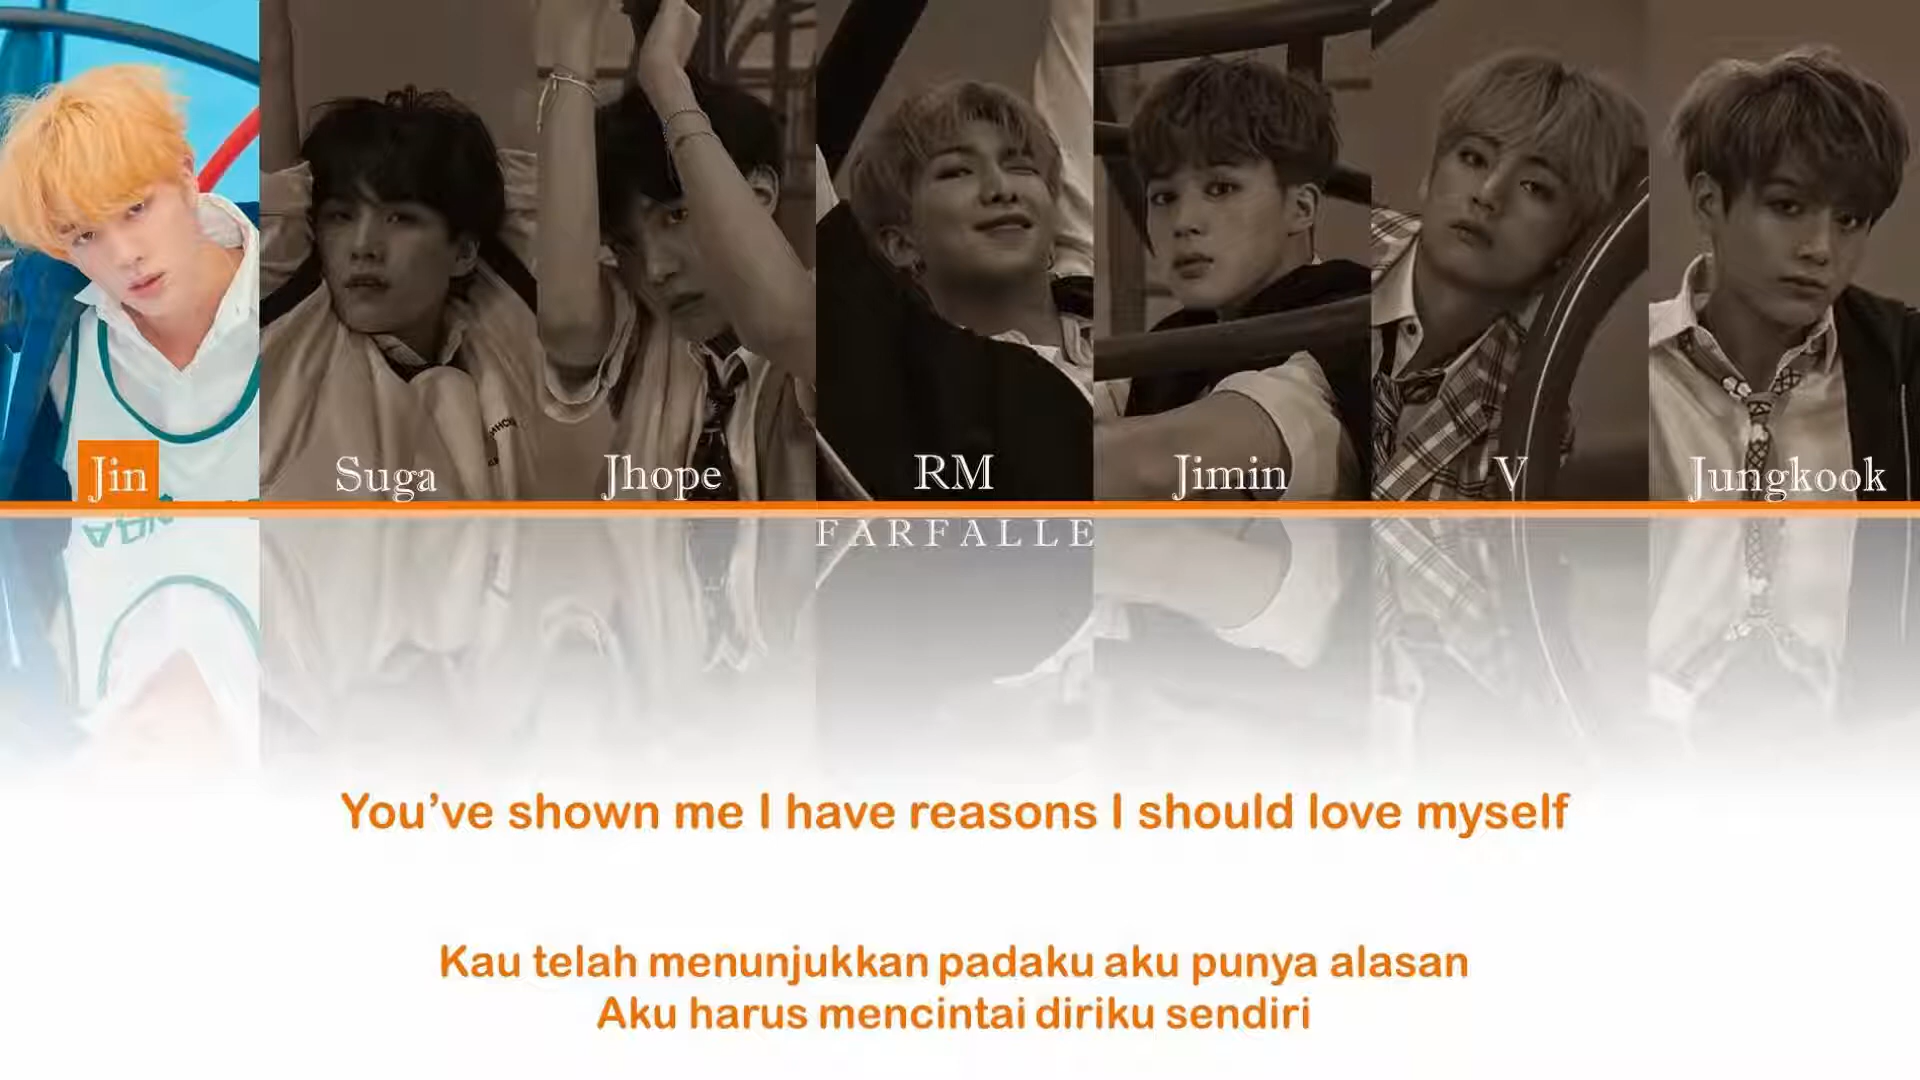 Jin
Suga
Jhope
RM
Jimin
V
Jungkook
FARFALLE
You’ve shown me I have reasons I should love myself
Kau telah menunjukkan padaku aku punya alasan
Aku harus mencintai diriku sendiri